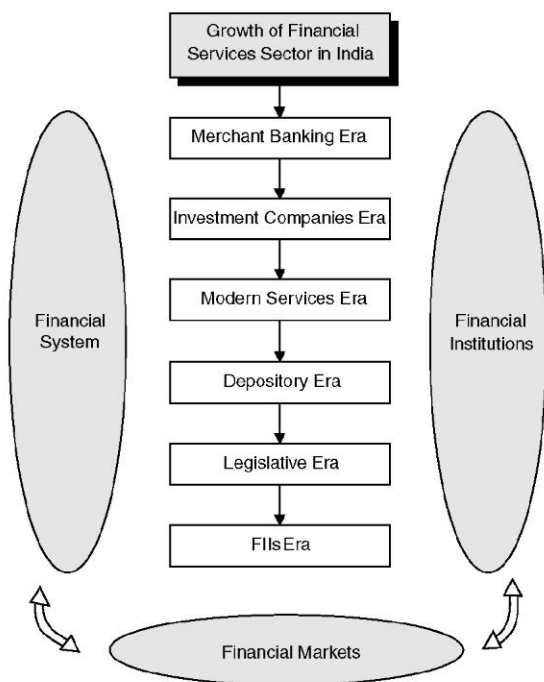 Growth of Financial
Services Sector in India
Merchant Banking Era
Investment Companies Era
Modern Services Era
Financial
System
Financial
Institutions
Depository Era
Legislative Era
FIIs Era
Financial Markets